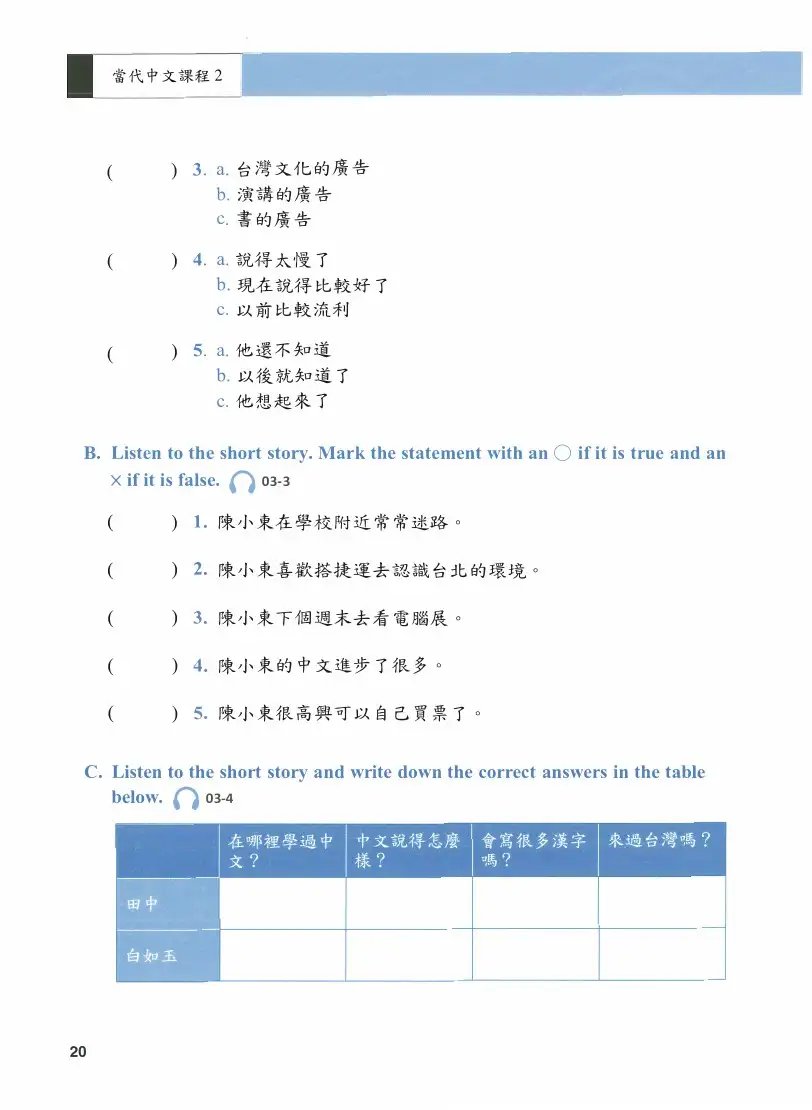 當代中文課程 2
( ) 3. a. 台灣文化的廣告
b. 演講的廣告
c. 書的廣告
( ) 4. a. 說得太慢了
b. 現在說得比較好了
c. 以前比較流利
( ) 5. a. 他還不知道
b. 以後就知道了
c. 他想起來了
B. Listen to the short story. Mark the statement with an ○ if it is true and an
× if it is false. 03-3
( ) 1. 陳小東在學校附近常常迷路。
( ) 2. 陳小東喜歡搭捷運去認識台北的環境。
( ) 3. 陳小東下個週末去看電腦展。
( ) 4. 陳小東的中文進步了很多。
( ) 5. 陳小東很高興可以自己買票了。
C. Listen to the short story and write down the correct answers in the table
below. 03-4
在哪裡學過中 中文說得怎麼 會寫很多漢字 來過台灣嗎？
文？ 樣？ 嗎？
田中
白如玉
20